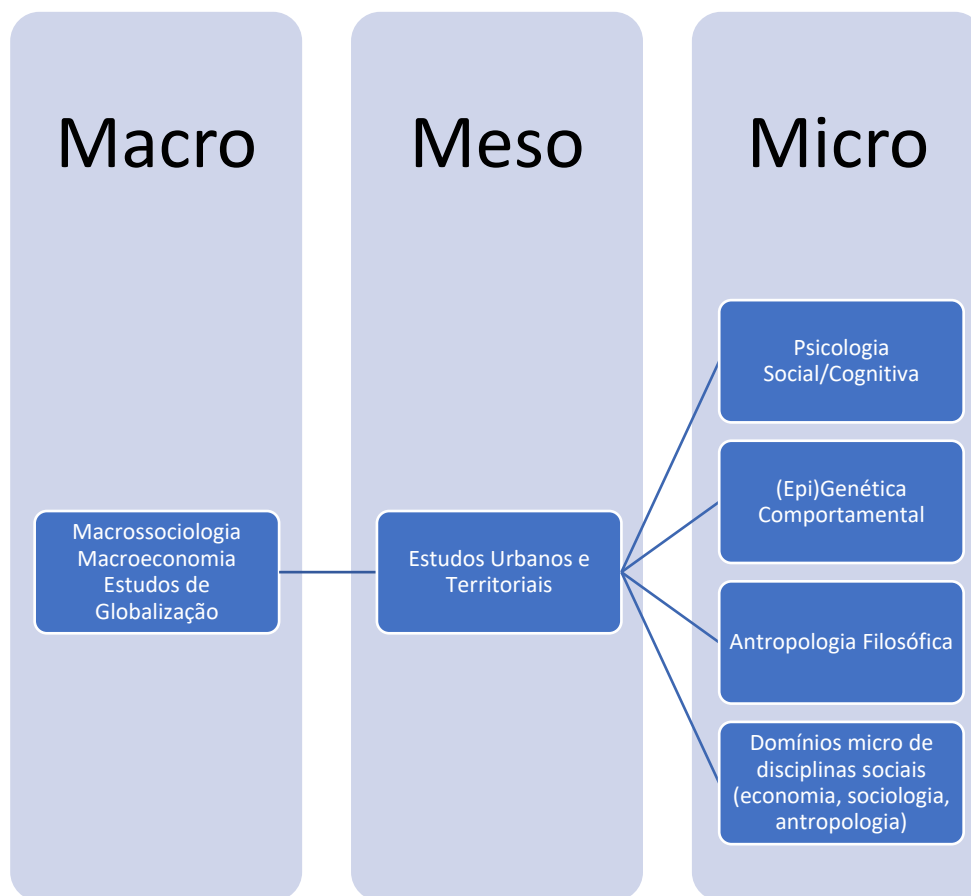 Macro
Meso
Micro
Macrossociologia
Macroeconomia
Estudos de
Globalização
Estudos Urbanos e
Territoriais
Psicologia
Social/Cognitiva
(Epi)Genética
Comportamental
Antropologia Filosófica
Domínios micro de
disciplinas sociais
(economia, sociologia,
antropologia)